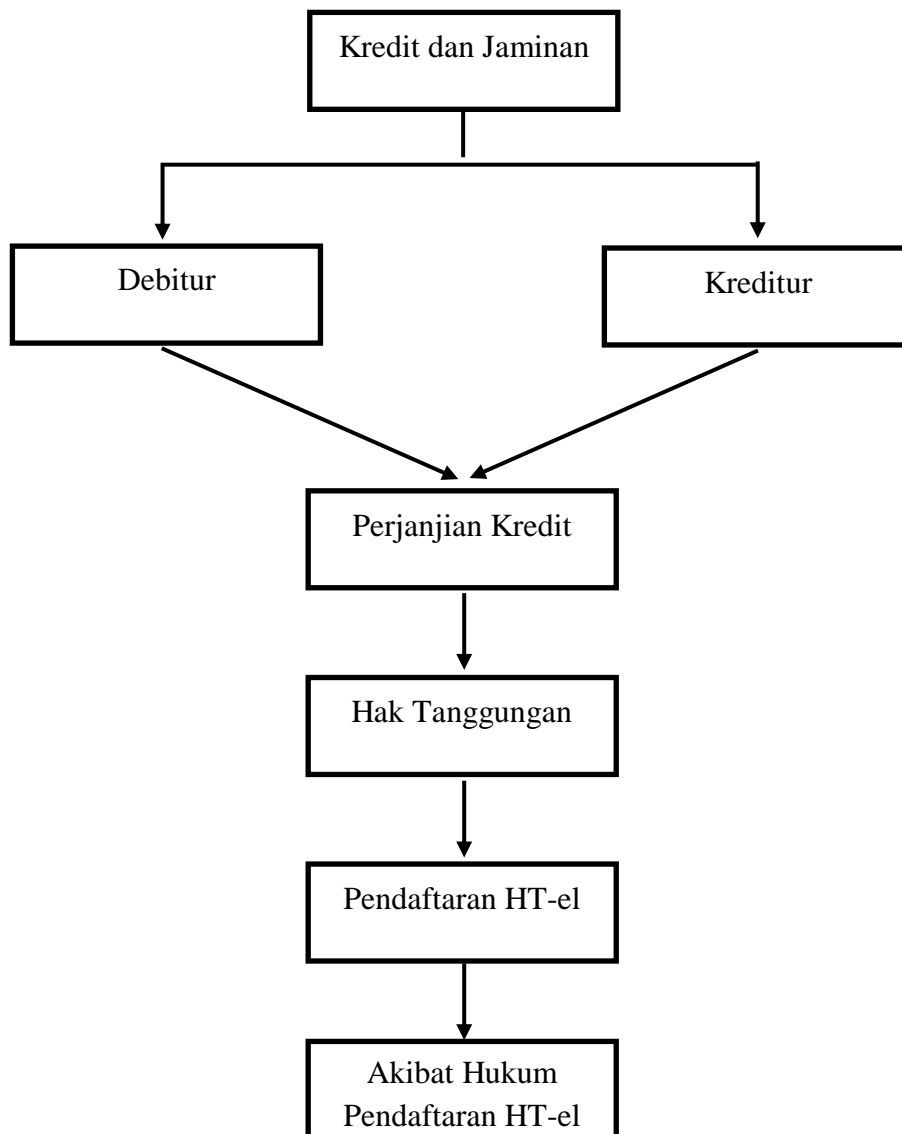 Kredit dan Jaminan
Debitur
Kreditur
Perjanjian Kredit
Hak Tanggungan
Pendaftaran HT-el
Akibat Hukum
Pendaftaran HT-el